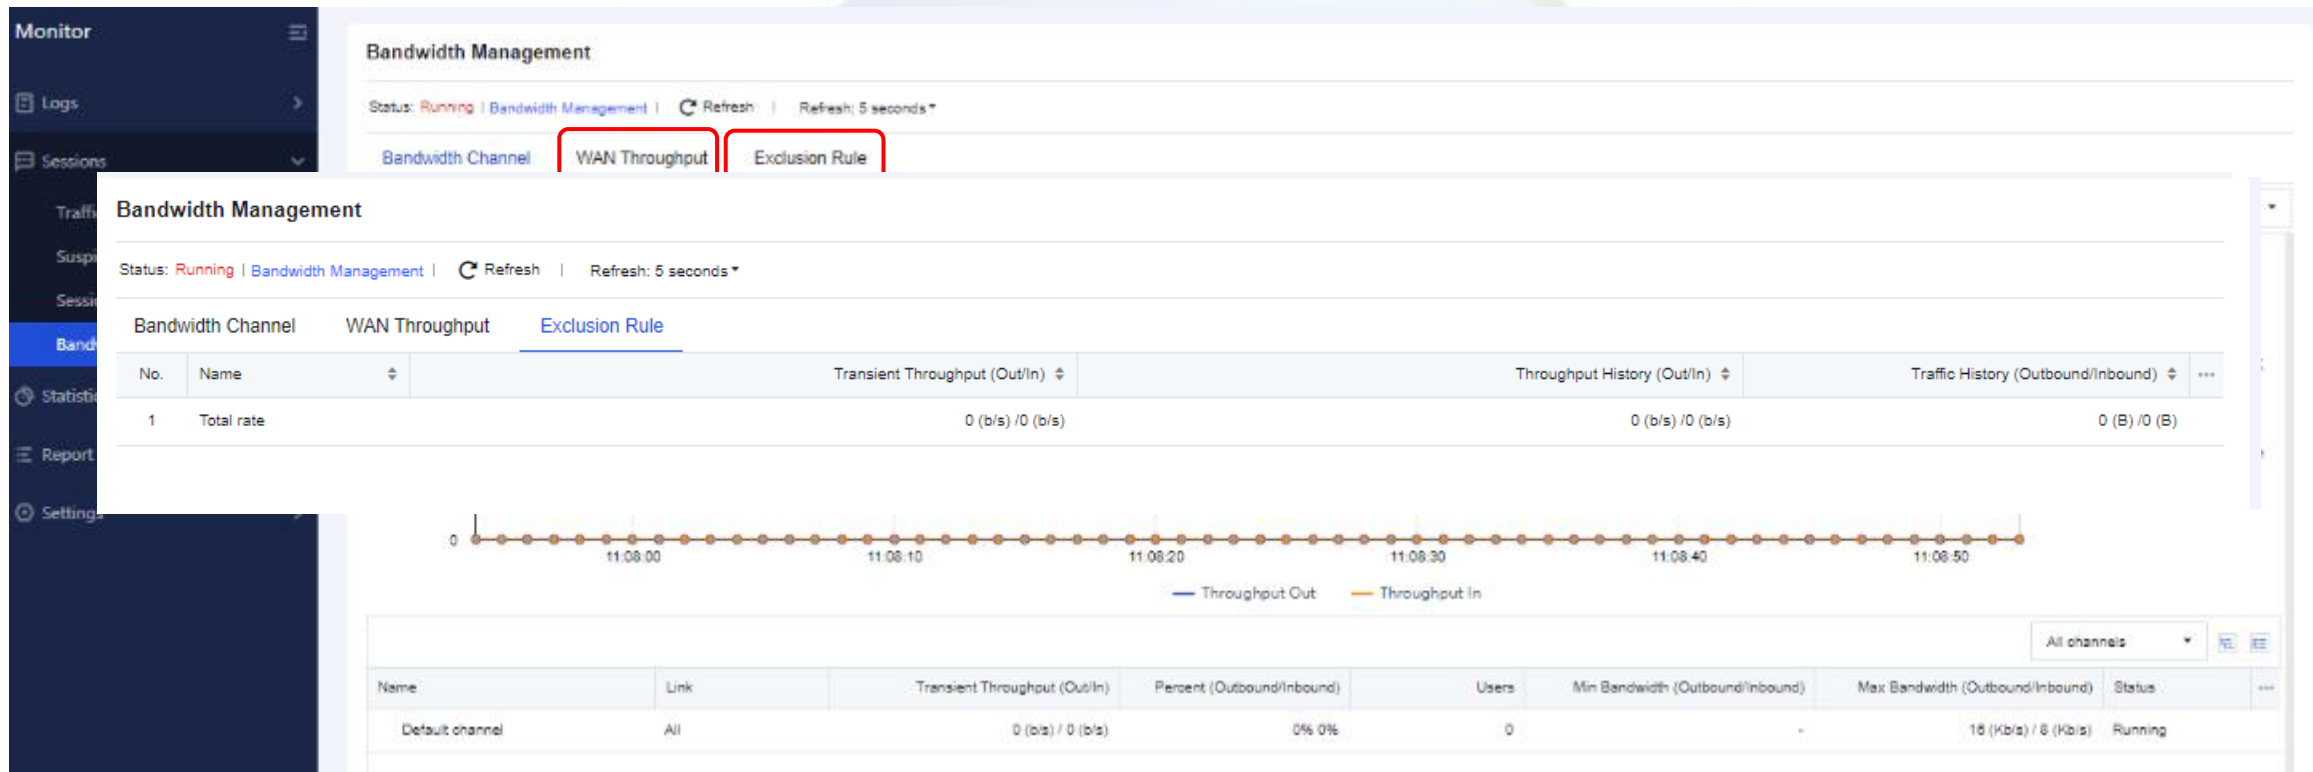 Monitor
Logs
Sessions
Traffi
Suspi
Sessi
Band
Statistic
Report
Settings
Bandwidth Management
Status: Running | Bandwidth Management | Refresh | Refresh: 5 seconds
Bandwidth Channel WAN Throughput Exclusion Rule
Bandwidth Management
Status: Running | Bandwidth Management | Refresh | Refresh: 5 seconds
Bandwidth Channel WAN Throughput Exclusion Rule
No. Name Transient Throughput (Out/In) Throughput History (Out/In) Traffic History (Outbound/Inbound) ...
1 Total rate 0 (b/s) /0 (b/s) 0 (b/s) /0 (b/s) 0 (B) /0 (B)
0
11:08:00 11:08:10 11:08:20 11:08:30 11:08:40 11:08:50
Throughput Out Throughput In
All channels
Name Link Transient Throughput (Out/In) Percent (Outbound/Inbound) Users Min Bandwidth (Outbound/Inbound) Max Bandwidth (Outbound/Inbound) Status ...
Default channel All 0 (b/s) / 0 (b/s) 0% 0% 0 - 16 (Kb/s) / 8 (Kb/s) Running